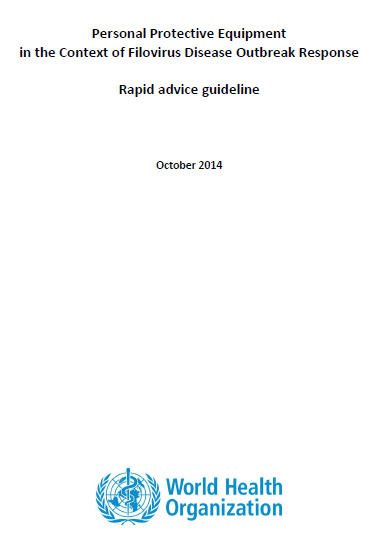 Personal Protective Equipment
in the Context of Filovirus Disease Outbreak Response
Rapid advice guideline
October 2014
World Health
Organization